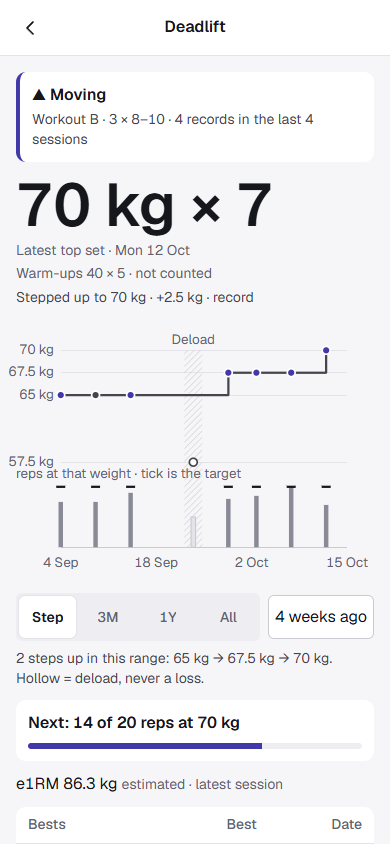 Deadlift
▲ Moving
Workout B · 3 × 8–10 · 4 records in the last 4
sessions
70 kg × 7
Latest top set · Mon 12 Oct
Warm-ups 40 × 5 · not counted
Stepped up to 70 kg · +2.5 kg · record
Deload
70 kg
67.5 kg
65 kg
57.5 kg
reps at that weight · tick is the target
4 Sep 18 Sep 2 Oct 15 Oct
Step 3M 1Y All 4 weeks ago
2 steps up in this range: 65 kg → 67.5 kg → 70 kg.
Hollow = deload, never a loss.
Next: 14 of 20 reps at 70 kg
e1RM 86.3 kg estimated · latest session
Bests Best Date